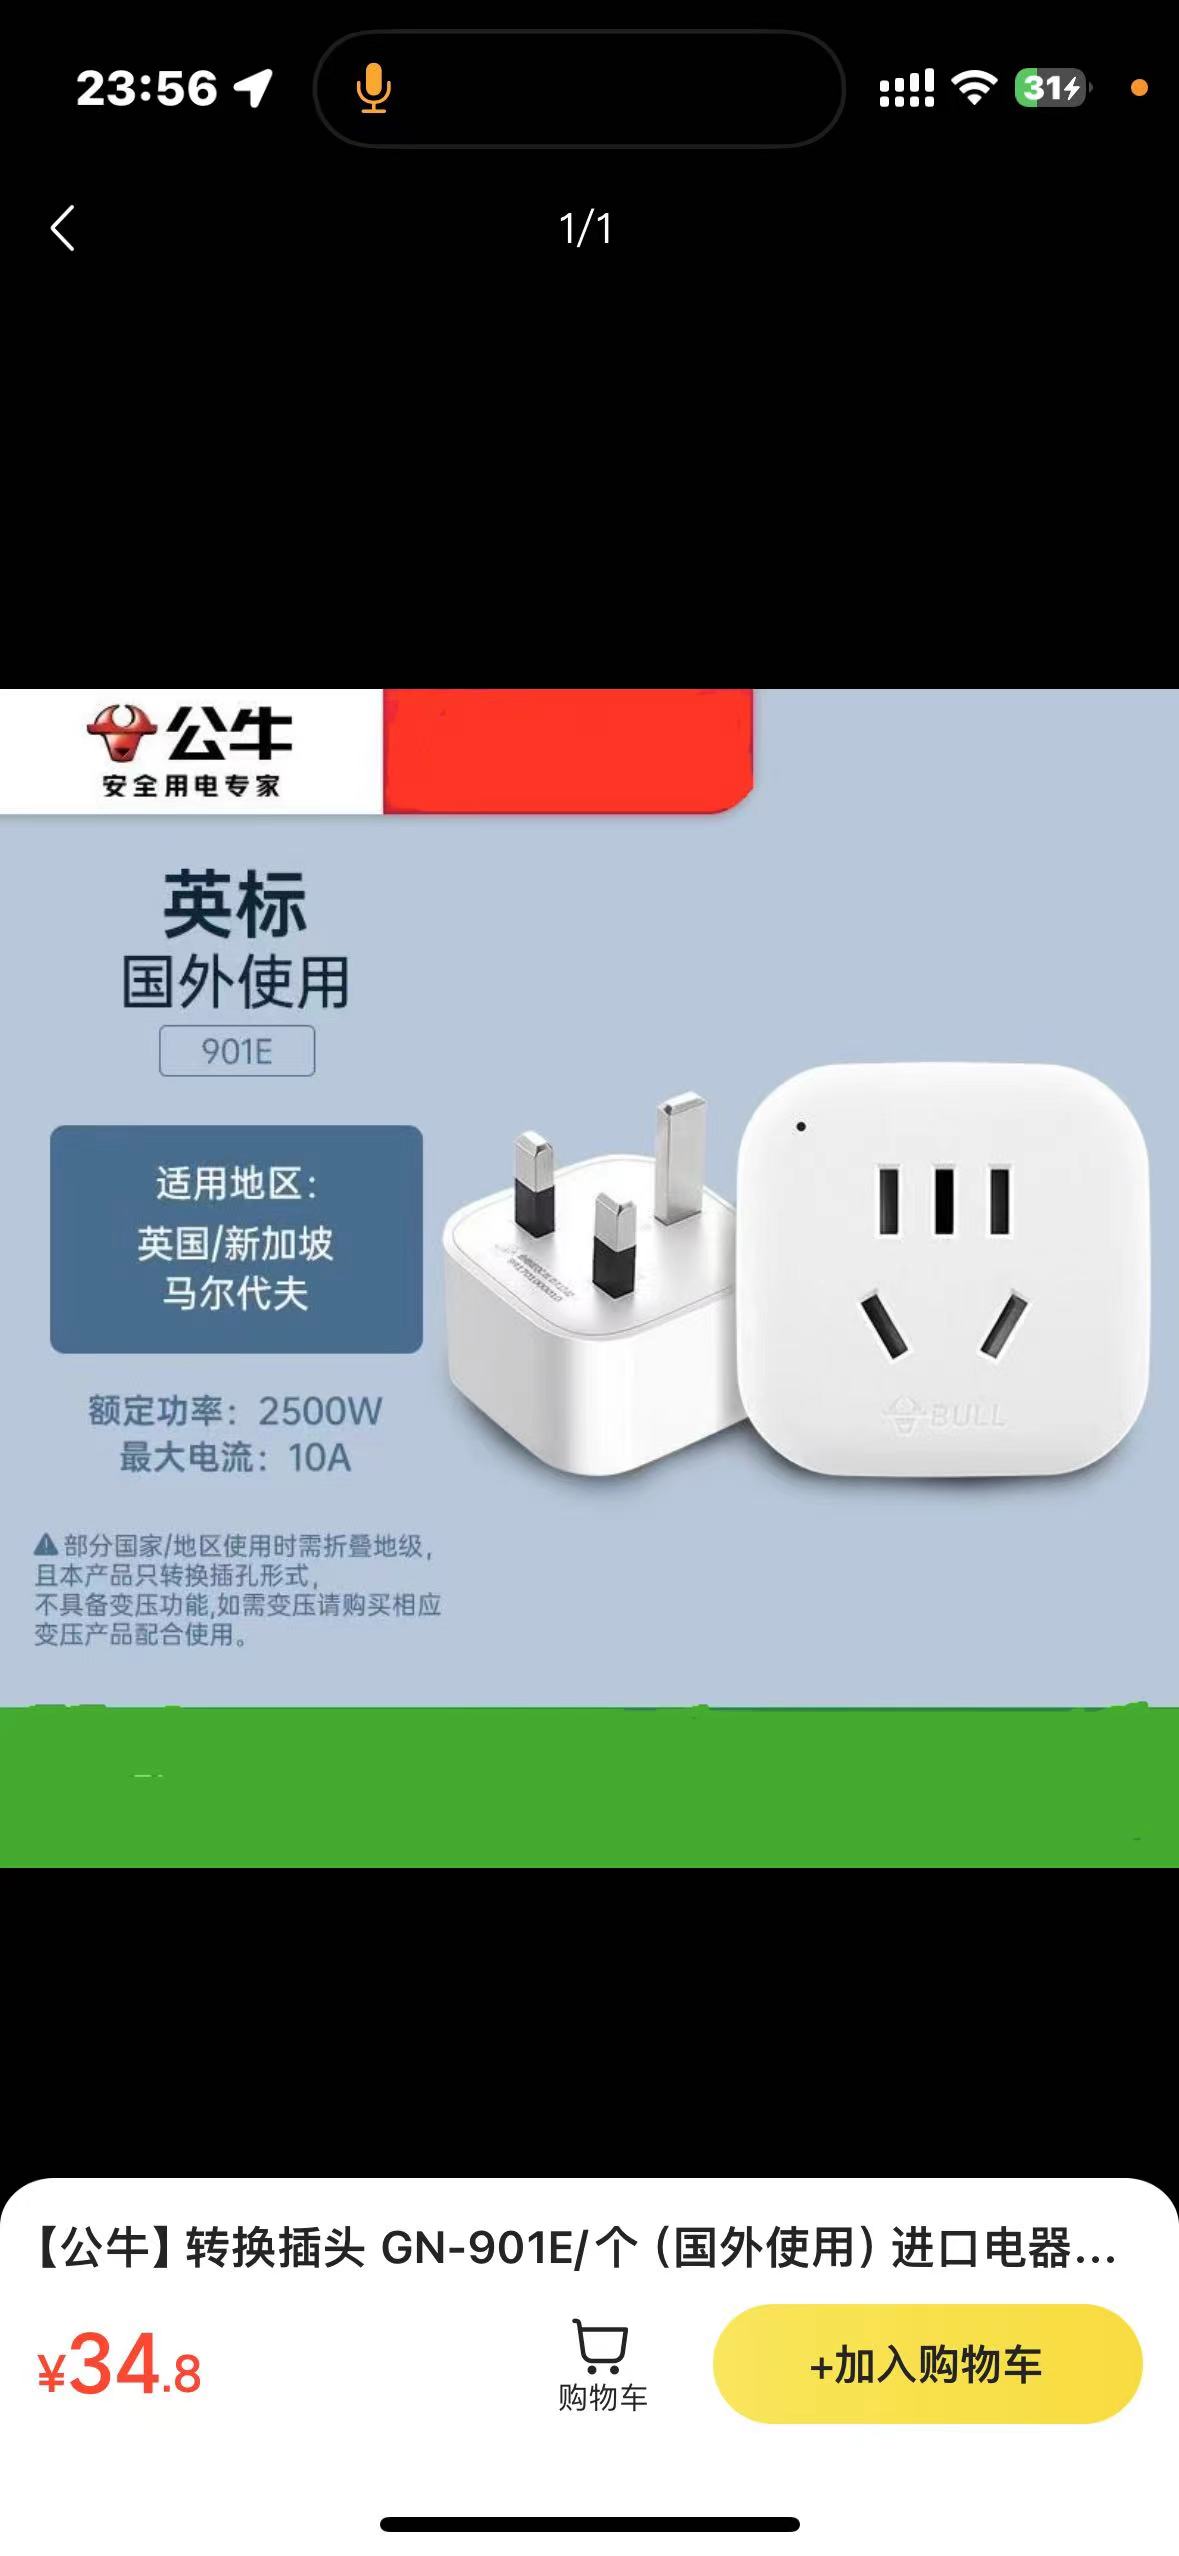 23:56
31
1/1
公牛
安全用电专家
英标
国外使用
901E
适用地区：
英国/新加坡
马尔代夫
额定功率：2500W
最大电流：10A
部分国家/地区使用时需折叠地级，
且本产品只转换插孔形式，
不具备变压功能,如需变压请购买相应
变压产品配合使用。
BULL
【公牛】转换插头 GN-901E/个（国外使用）进口电器...
¥34.8
购物车
+加入购物车